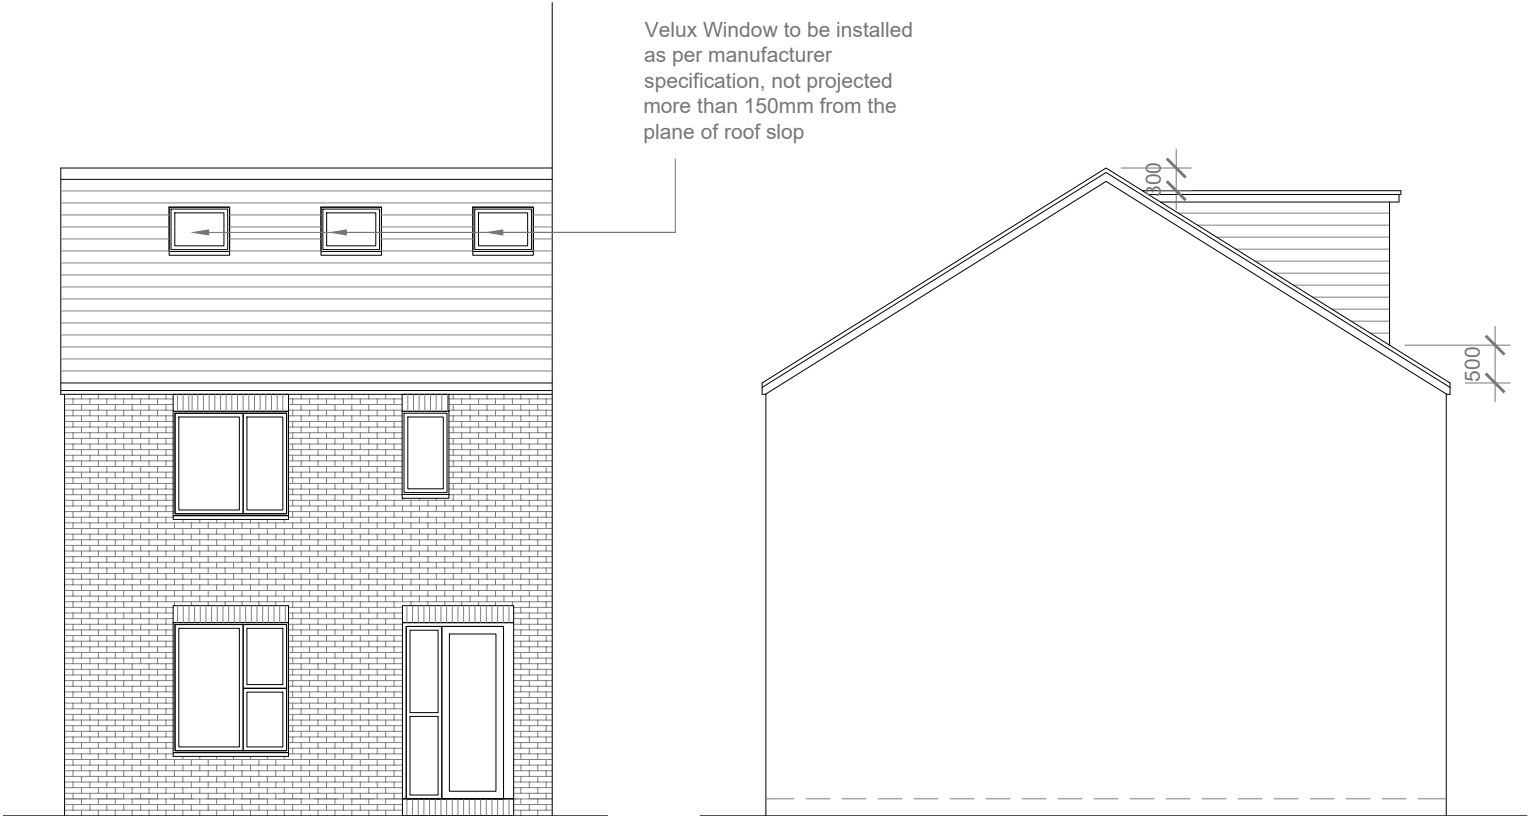 Velux Window to be installed
as per manufacturer
specification, not projected
more than 150mm from the
plane of roof slop
300
500